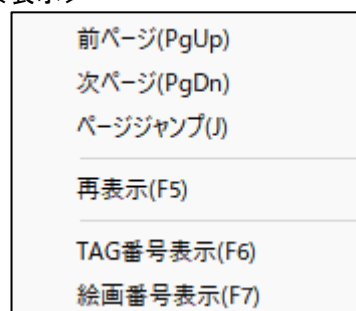 前ページ(PgUp)
次ページ(PgDn)
ページジャンプ(J)
再表示(F5)
TAG番号表示(F6)
絵画番号表示(F7)